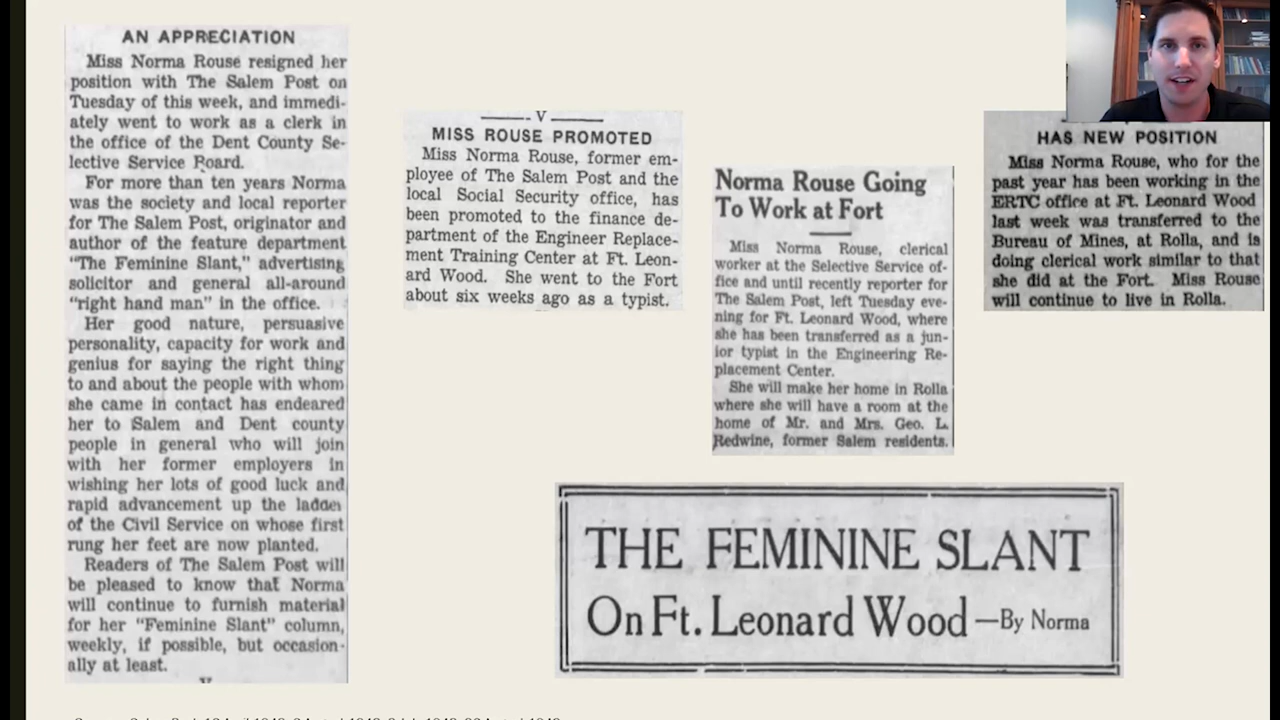 AN APPRECIATION
Miss Norma Rouse resigned her
position with The Salem Post on
Tuesday of this week, and immedi-
ately went to work as a clerk in
the office of the Dent County Se-
lective Service Board.
For more than ten years Norma
was the society and local reporter
for The Salem Post, originator and
author of the feature department
"The Feminine Slant," advertising
solicitor and general all-around
"right hand man" in the office.
Her good nature, persuasive
personality, capacity for work and
genius for saying the right thing
to and about the people with whom
she came in contact has endeared
her to Salem and Dent county
people in general who will join
with her former employers in
wishing her lots of good luck and
rapid advancement up the ladder
of the Civil Service on whose first
rung her feet are now planted.
Readers of The Salem Post will
be pleased to know that Norma
will continue to furnish material
for her "Feminine Slant" column,
weekly, if possible, but occasion-
ally at least.
V
V
MISS ROUSE PROMOTED
Miss Norma Rouse, former em-
ployee of The Salem Post and the
local Social Security office, has
been promoted to the finance de-
partment of the Engineer Replace-
ment Training Center at Ft. Leon-
ard Wood. She went to the Fort
about six weeks ago as a typist.
Norma Rouse Going
To Work at Fort
Miss Norma Rouse, clerical
worker at the Selective Service of-
fice and until recently reporter for
The Salem Post, left Tuesday eve-
ning for Ft. Leonard Wood, where
she has been transferred as a jun-
ior typist in the Engineering Re-
placement Center.
She will make her home in Rolla
where she will have a room at the
home of Mr. and Mrs. Geo. L.
Redwine, former Salem residents.
HAS NEW POSITION
Miss Norma Rouse, who for the
past year has been working in the
ERTC office at Ft. Leonard Wood
last week was transferred to the
Bureau of Mines, at Rolla, and is
doing clerical work similar to that
she did at the Fort. Miss Rouse
will continue to live in Rolla.
THE FEMININE SLANT
On Ft. Leonard Wood —By Norma